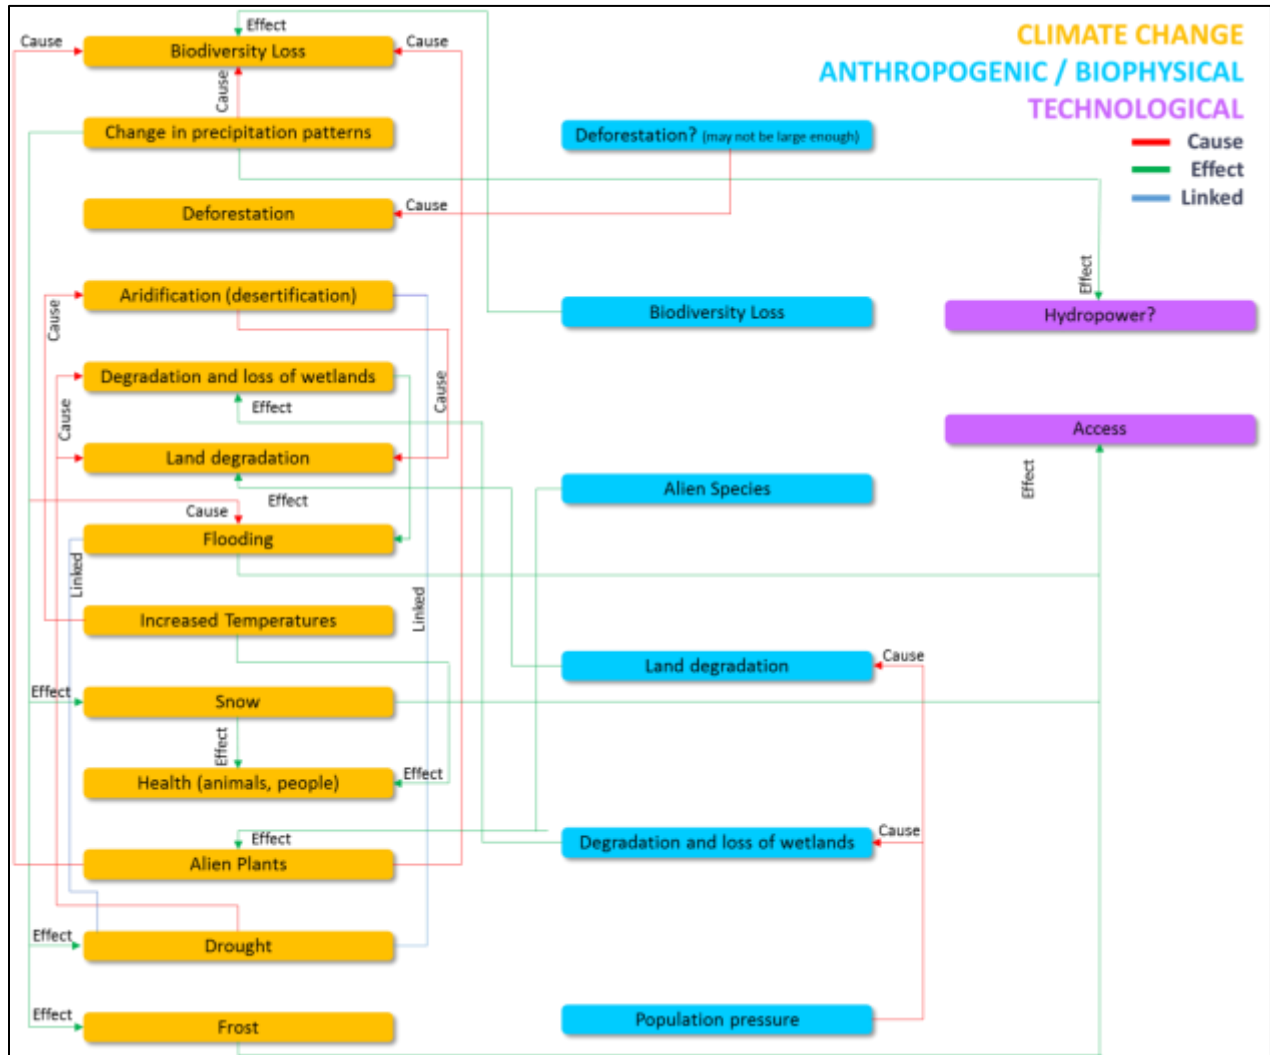 Effect
CLIMATE CHANGE
Cause
Biodiversity Loss
Cause
ANTHROPOGENIC / BIOPHYSICAL
Cause
TECHNOLOGICAL
Change in precipitation patterns
Deforestation? (may not be large enough)
Cause
Effect
Linked
Deforestation
Cause
Effect
Aridification (desertification)
Biodiversity Loss
Hydropower?
Cause
Degradation and loss of wetlands
Effect
Cause
Cause
Access
Land degradation
Effect
Alien Species
Effect
Cause
Flooding
Linked
Linked
Increased Temperatures
Cause
Land degradation
Effect
Snow
Effect
Health (animals, people)
Effect
Effect
Cause
Degradation and loss of wetlands
Alien Plants
Effect
Drought
Effect
Frost
Population pressure